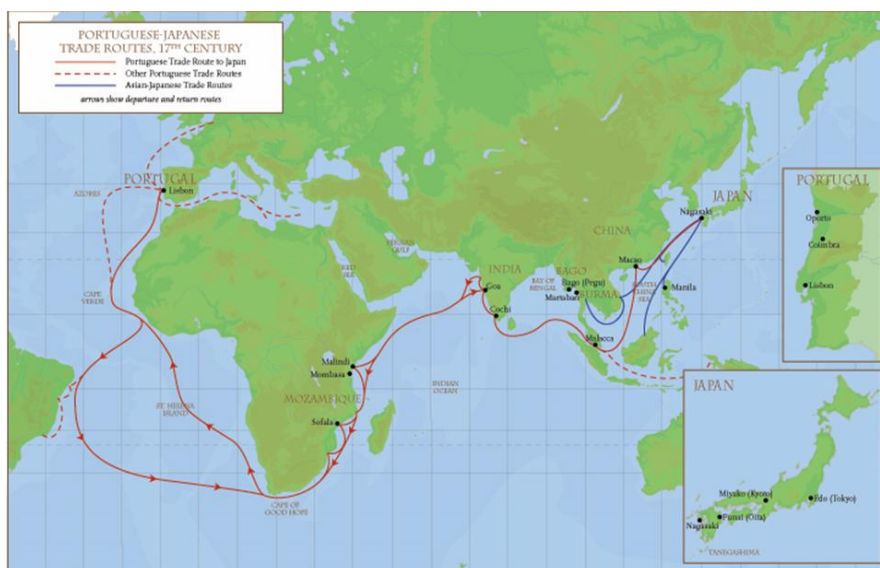 PORTUGUESE-JAPANESE
TRADE ROUTES, 17TH CENTURY
Portuguese Trade Route to Japan
Other Portuguese Trade Routes
Asian-Japanese Trade Routes
arrows show departure and return routes
PORTUGAL
Lisbon
AZORES
CAPE
VERDE
ST. HELENA
ISLAND
CAPE OF
GOOD HOPE
MOZAMBIQUE
Malindi
Mombasa
Sofala
RED
SEA
PERSIAN
GULF
INDIAN
OCEAN
INDIA
Goa
Cochi
BAY OF
BENGAL
BAGO
Bago (Pegu)
BURMA
Martaban
Malacca
CHINA
Macao
SOUTH
CHINA
SEA
Manila
JAPAN
Nagasaki
PORTUGAL
Oporto
Coimbra
Lisbon
JAPAN
Miyako (Kyoto)
Edo (Tokyo)
Funai (Oita)
Nagasaki
TANEGASHIMA